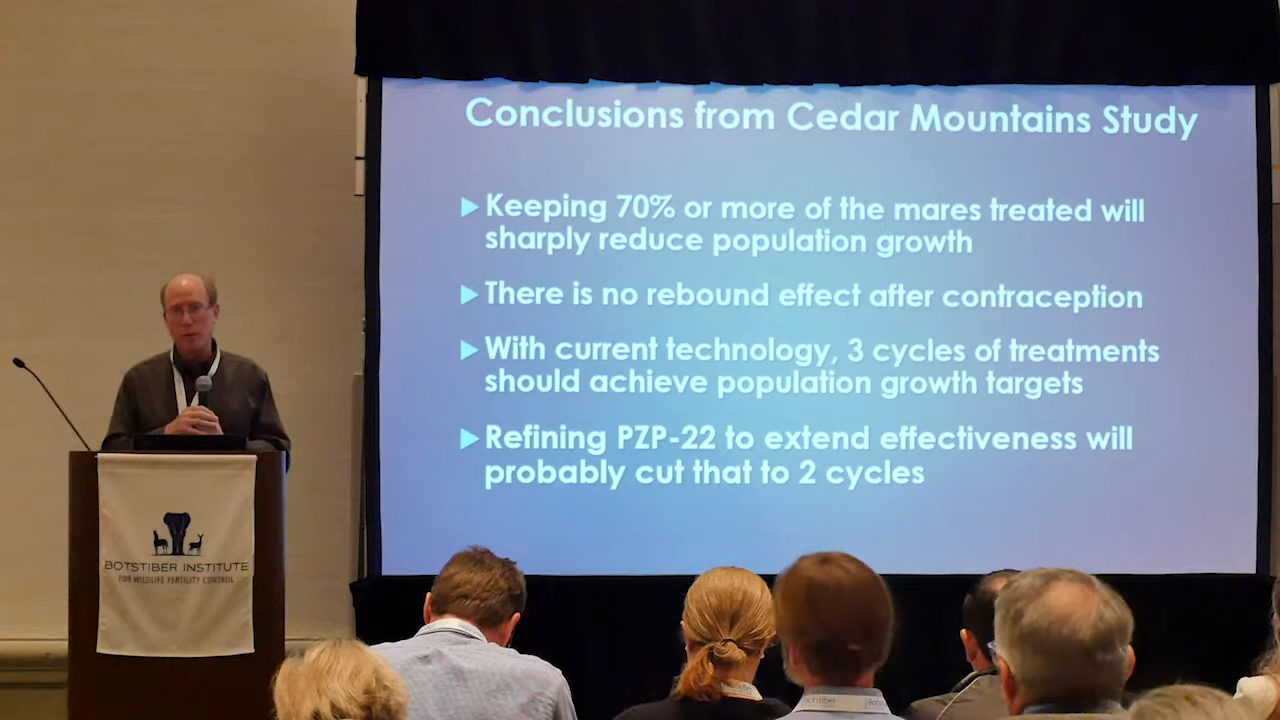 Conclusions from Cedar Mountains Study
Keeping 70% or more of the mares treated will
sharply reduce population growth
There is no rebound effect after contraception
With current technology, 3 cycles of treatments
should achieve population growth targets
Refining PZP-22 to extend effectiveness will
probably cut that to 2 cycles
BOTSTIBER INSTITUTE
FOR WILDLIFE FERTILITY CONTROL